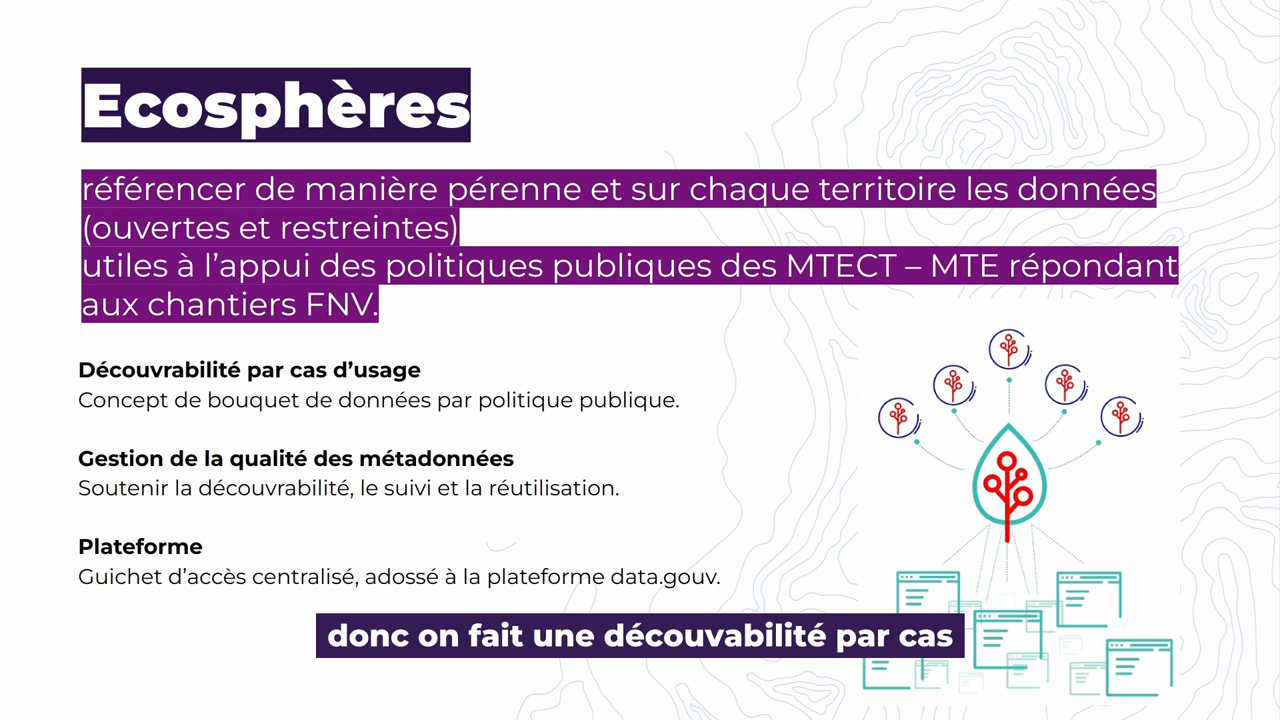 Ecosphères
référencer de manière pérenne et sur chaque territoire les données
(ouvertes et restreintes)
utiles à l’appui des politiques publiques des MTECT – MTE répondant
aux chantiers FNV.
Découvrabilité par cas d’usage
Concept de bouquet de données par politique publique.
Gestion de la qualité des métadonnées
Soutenir la découvrabilité, le suivi et la réutilisation.
Plateforme
Guichet d’accès centralisé, adossé à la plateforme data.gouv.
donc on fait une découvabilité par cas